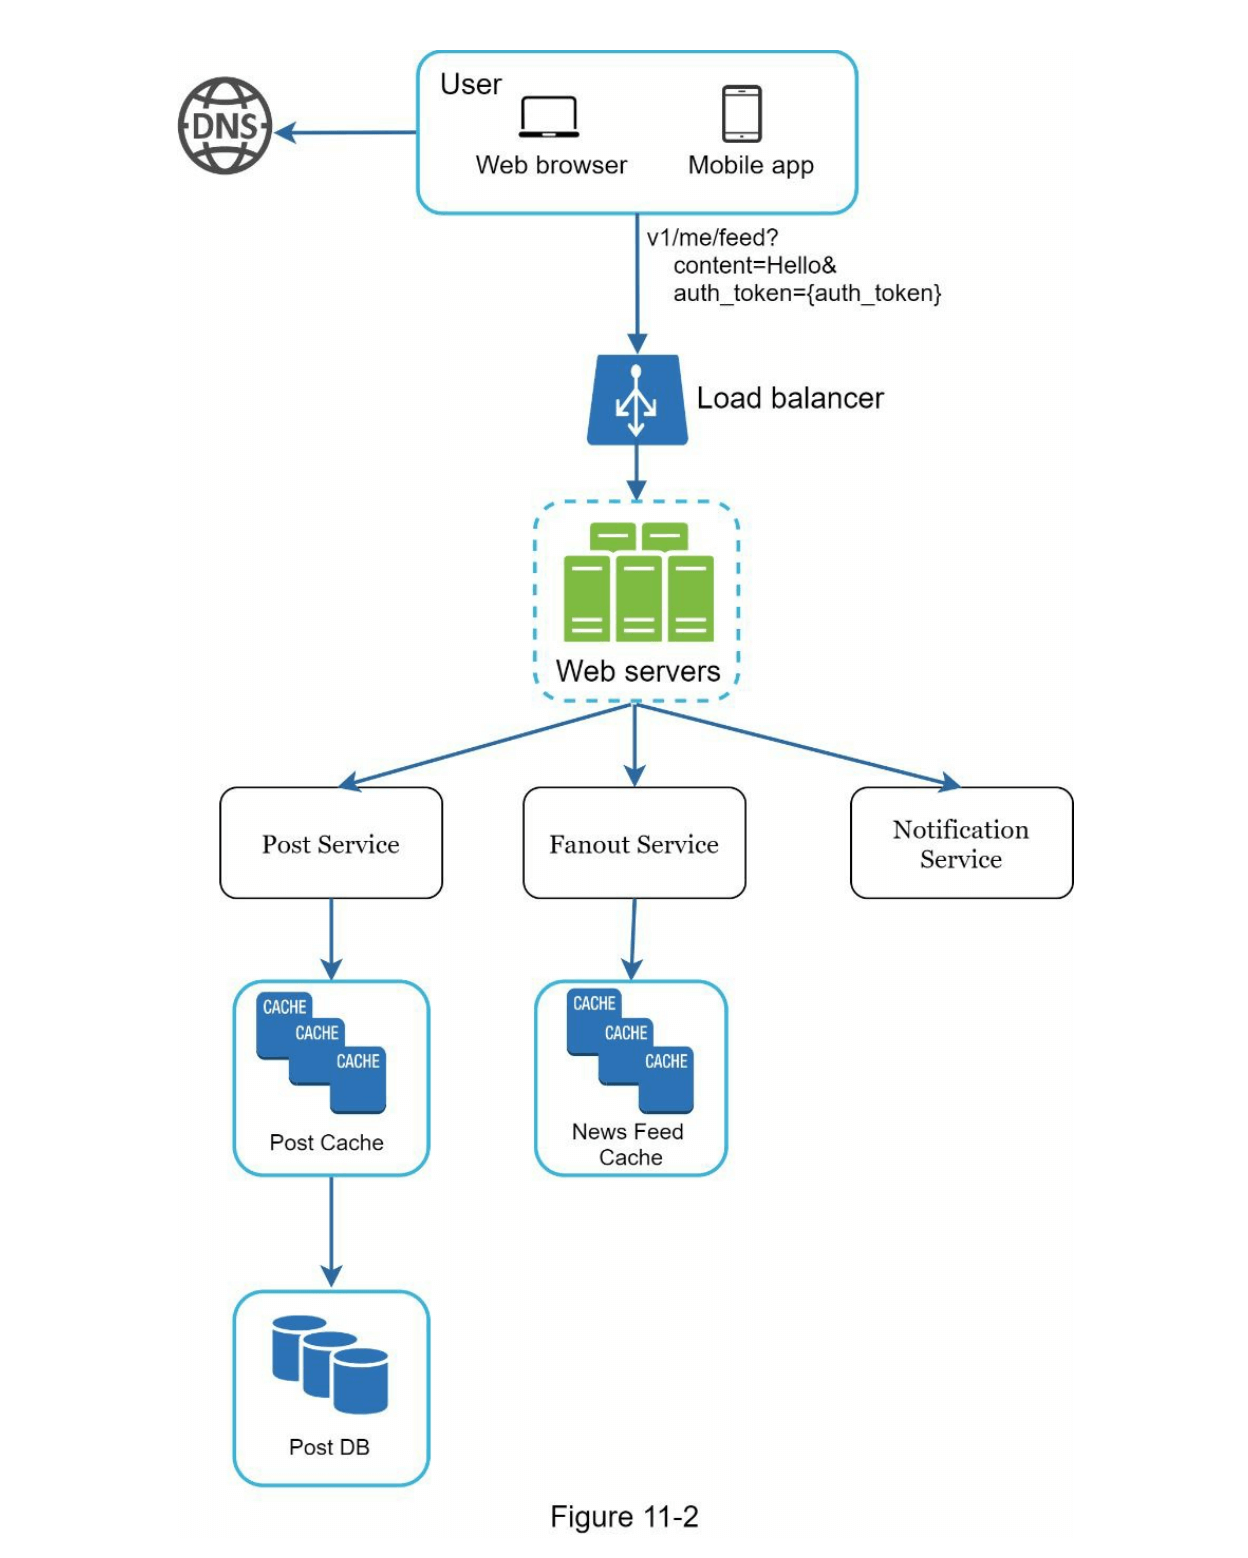 DNS
User
Web browser
Mobile app
v1/me/feed?
content=Hello&
auth_token={auth_token}
Load balancer
Web servers
Post Service
Fanout Service
Notification
Service
CACHE
CACHE
CACHE
Post Cache
CACHE
CACHE
CACHE
News Feed
Cache
Post DB
Figure 11-2